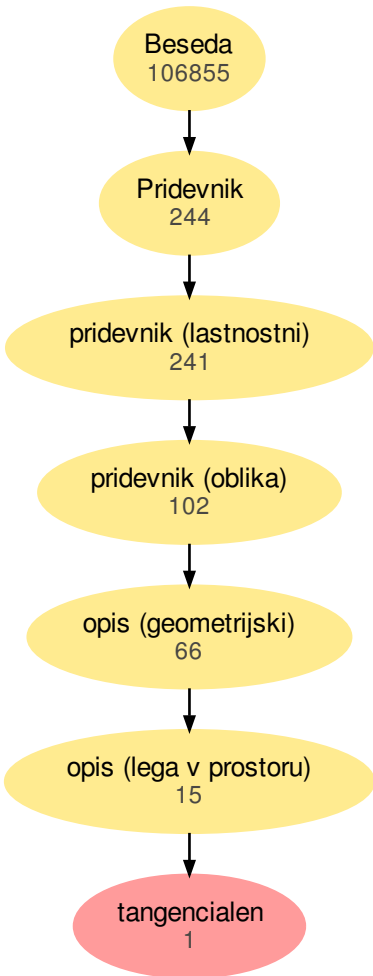 Beseda
106855
Pridevnik
244
pridevnik (lastnostni)
241
pridevnik (oblika)
102
opis (geometrijski)
66
opis (lega v prostoru)
15
tangencialen
1